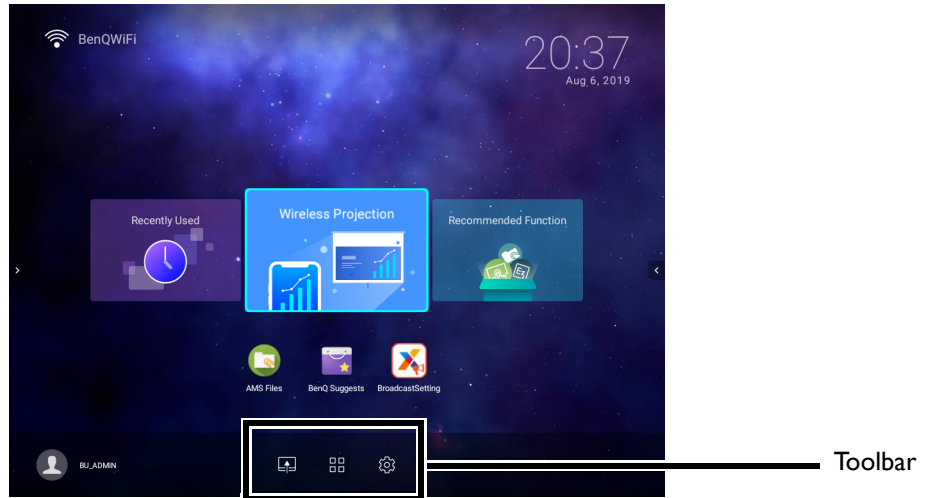 BenQWiFi
20:37
Aug 6, 2019
Recently Used
Wireless Projection
Recommended Function
AMS Files
BenQ Suggests
BroadcastSetting
BU_ADMIN
Toolbar